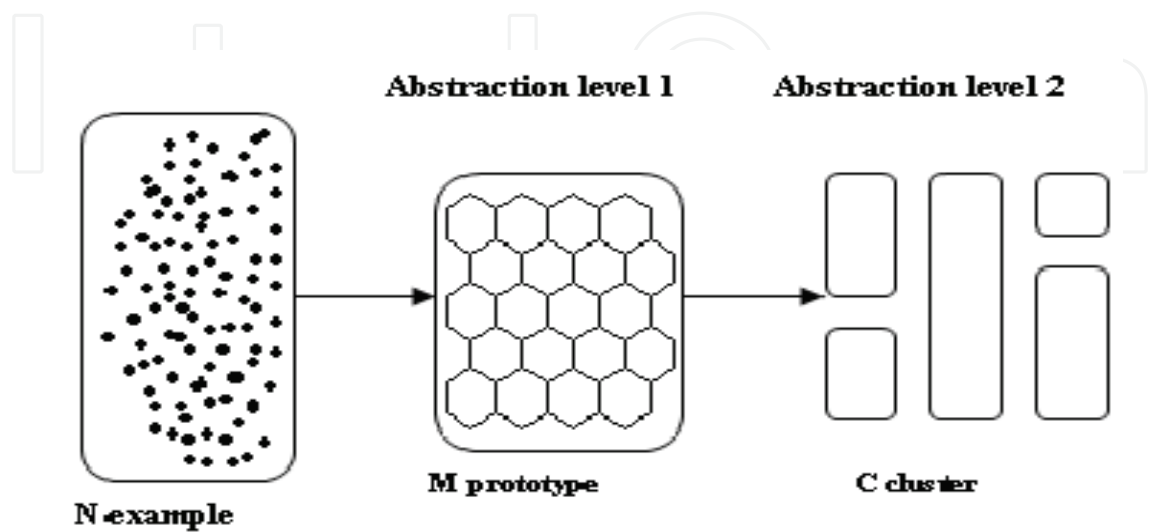 Abstraction level 1
Abstraction level 2
M prototype
C cluster
N-example